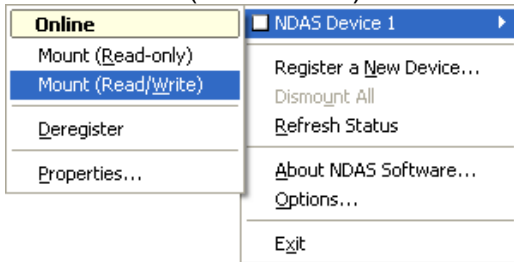 Online
Mount (Read-only)
Mount (Read/Write)
Deregister
Properties...
NDAS Device 1
Register a New Device...
Dismount All
Refresh Status
About NDAS Software...
Options...
Exit